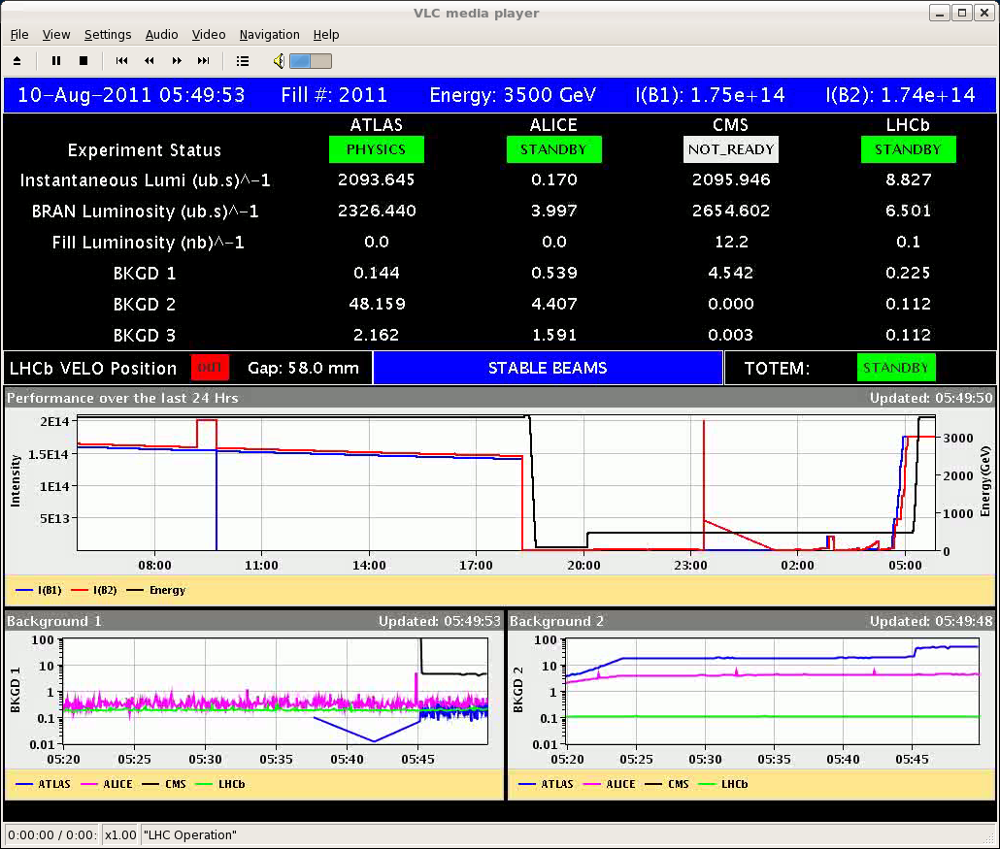 VLC media player
File View Settings Audio Video Navigation Help
10-Aug-2011 05:49:53 Fill #: 2011 Energy: 3500 GeV I(B1): 1.75e+14 I(B2): 1.74e+14
ATLAS ALICE CMS LHCb
Experiment Status PHYSICS STANDBY NOT_READY STANDBY
Instantaneous Lumi (ub.s)^-1 2093.645 0.170 2095.946 8.827
BRAN Luminosity (ub.s)^-1 2326.440 3.997 2654.602 6.501
Fill Luminosity (nb)^-1 0.0 0.0 12.2 0.1
BKGD 1 0.144 0.539 4.542 0.225
BKGD 2 48.159 4.407 0.000 0.112
BKGD 3 2.162 1.591 0.003 0.112
LHCb VELO Position OUT Gap: 58.0 mm STABLE BEAMS TOTEM: STANDBY
Performance over the last 24 Hrs Updated: 05:49:50
Intensity
2E14
1.5E14
1E14
5E13
3000
2000
1000
0
Energy(GeV)
08:00 11:00 14:00 17:00 20:00 23:00 02:00 05:00
I(B1) I(B2) Energy
Background 1 Updated: 05:49:53
BKGD 1
100
10
1
0.1
0.01
05:20 05:25 05:30 05:35 05:40 05:45
ATLAS ALICE CMS LHCb
Background 2 Updated: 05:49:48
BKGD 2
100
10
1
0.1
0.01
05:20 05:25 05:30 05:35 05:40 05:45
ATLAS ALICE CMS LHCb
0:00:00 / 0:00: x1.00 "LHC Operation"